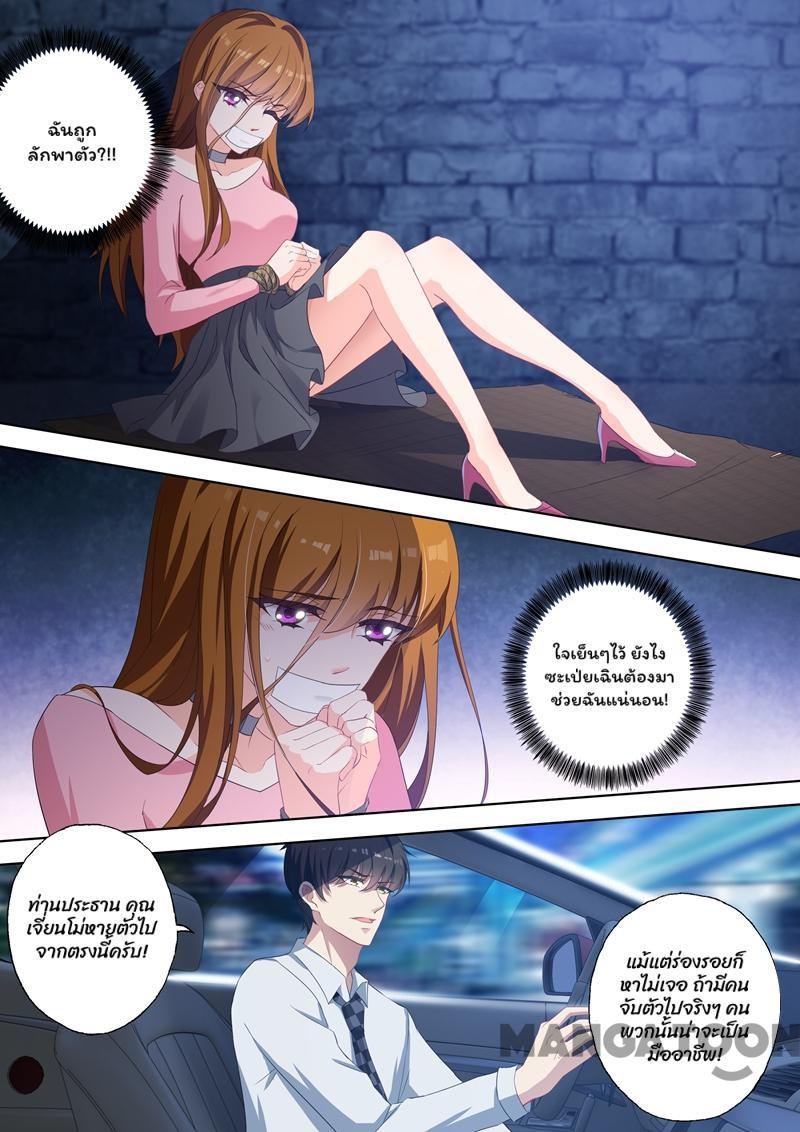 ฉันถูก
ลักพาตัว?!!
ใจเย็นๆไว้ ยังไง
ซะเป่ยเฉินต้องมา
ช่วยฉันแน่นอน!
ท่านประธาน คุณ
เจี่ยนโม่หายตัวไป
จากตรงนี้ครับ!
แม้แต่ร่องรอยก็
หาไม่เจอ ถ้ามีคน
จับตัวไปจริงๆ คน
พวกนั้นน่าจะเป็น
มืออาชีพ!
MANGATOON